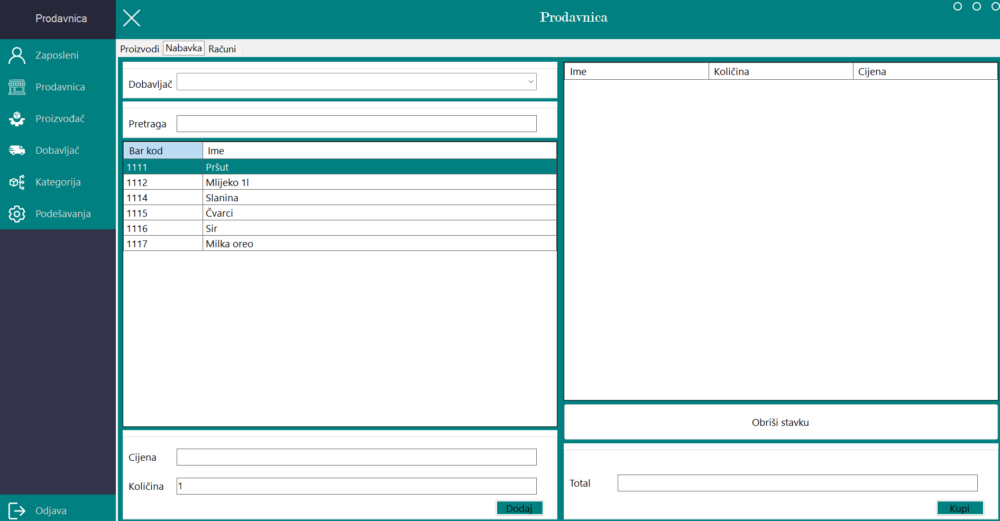 Prodavnica
Zaposleni
Prodavnica
Proizvođač
Dobavljač
Kategorija
Podešavanja
Odjava
Prodavnica
Proizvodi Nabavka Računi
Dobavljač
Pretraga
Bar kod Ime
1111 Pršut
1112 Mlijeko 1l
1114 Slanina
1115 Čvarci
1116 Sir
1117 Milka oreo
Cijena
Količina 1
Dodaj
Ime Količina Cijena
Obriši stavku
Total
Kupi